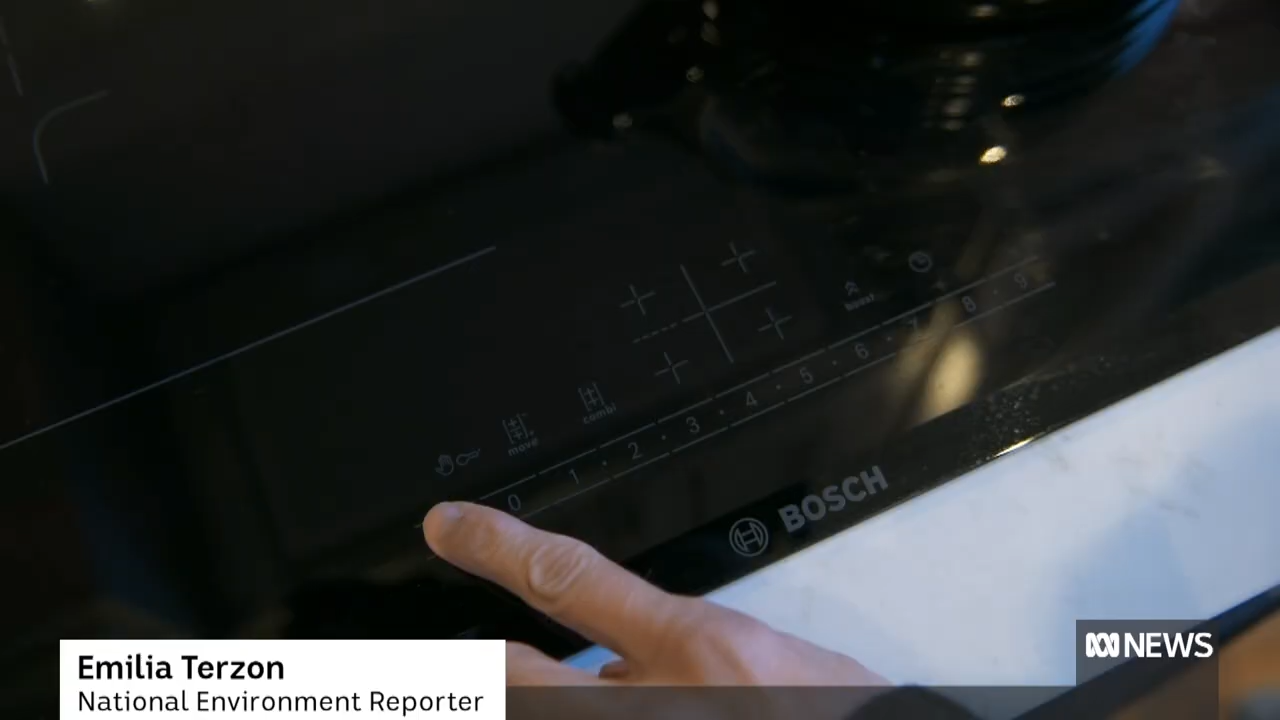 boost
combi
move
0 1 2 3 4 5 6 7 8 9
BOSCH
Emilia Terzon
National Environment Reporter
NEWS